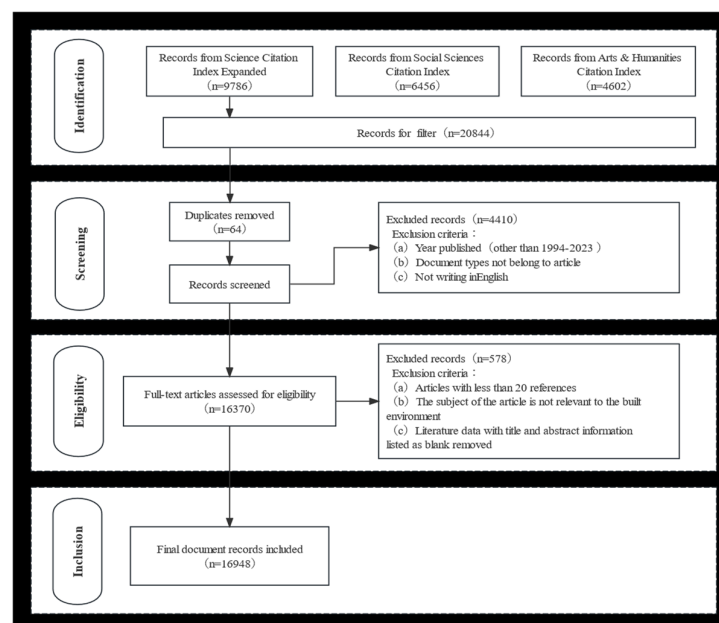 Identification
Records from Science Citation
Index Expanded
（n=9786）
Records from Social Sciences
Citation Index
（n=6456）
Records from Arts & Humanities
Citation Index
（n=4602）
Records for filter（n=20844）
Screening
Duplicates removed
（n=64）
Records screened
Excluded records（n=4410）
Exclusion criteria：
（a）Year published（other than 1994-2023 ）
（b）Document types not belong to article
（c）Not writing inEnglish
Eligibility
Full-text articles assessed for eligibility
（n=16370）
Excluded records（n=578）
Exclusion criteria：
（a）Articles with less than 20 references
（b）The subject of the article is not relevant to the built
environment
（c）Literature data with title and abstract information
listed as blank removed
Inclusion
Final document records included
（n=16948）